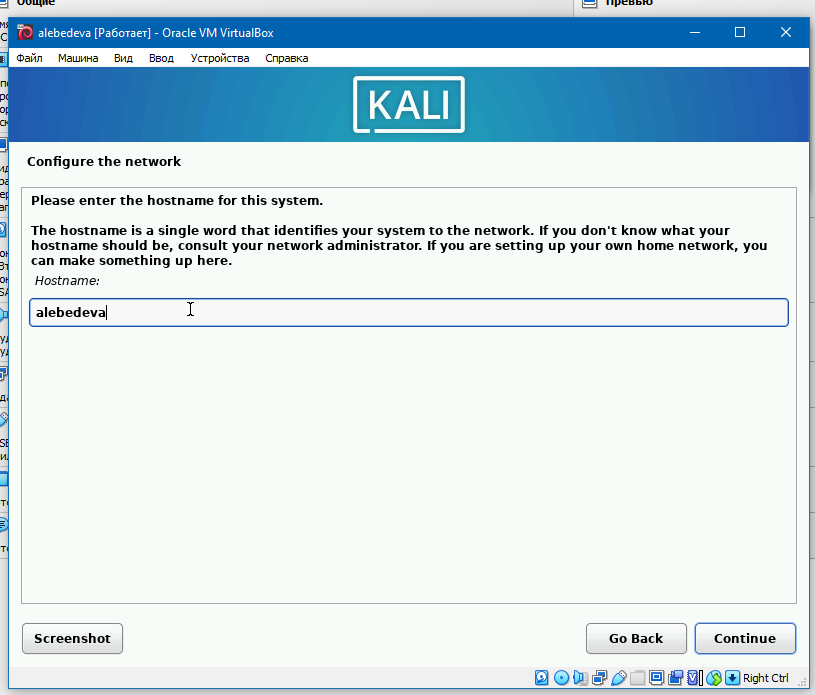 Общие
Превью
alebedeva [Работает] - Oracle VM VirtualBox
Файл Машина Вид Ввод Устройства Справка
KALI
Configure the network
Please enter the hostname for this system.
The hostname is a single word that identifies your system to the network. If you don't know what your
hostname should be, consult your network administrator. If you are setting up your own home network, you
can make something up here.
Hostname:
alebedeva
Screenshot
Go Back
Continue
Right Ctrl